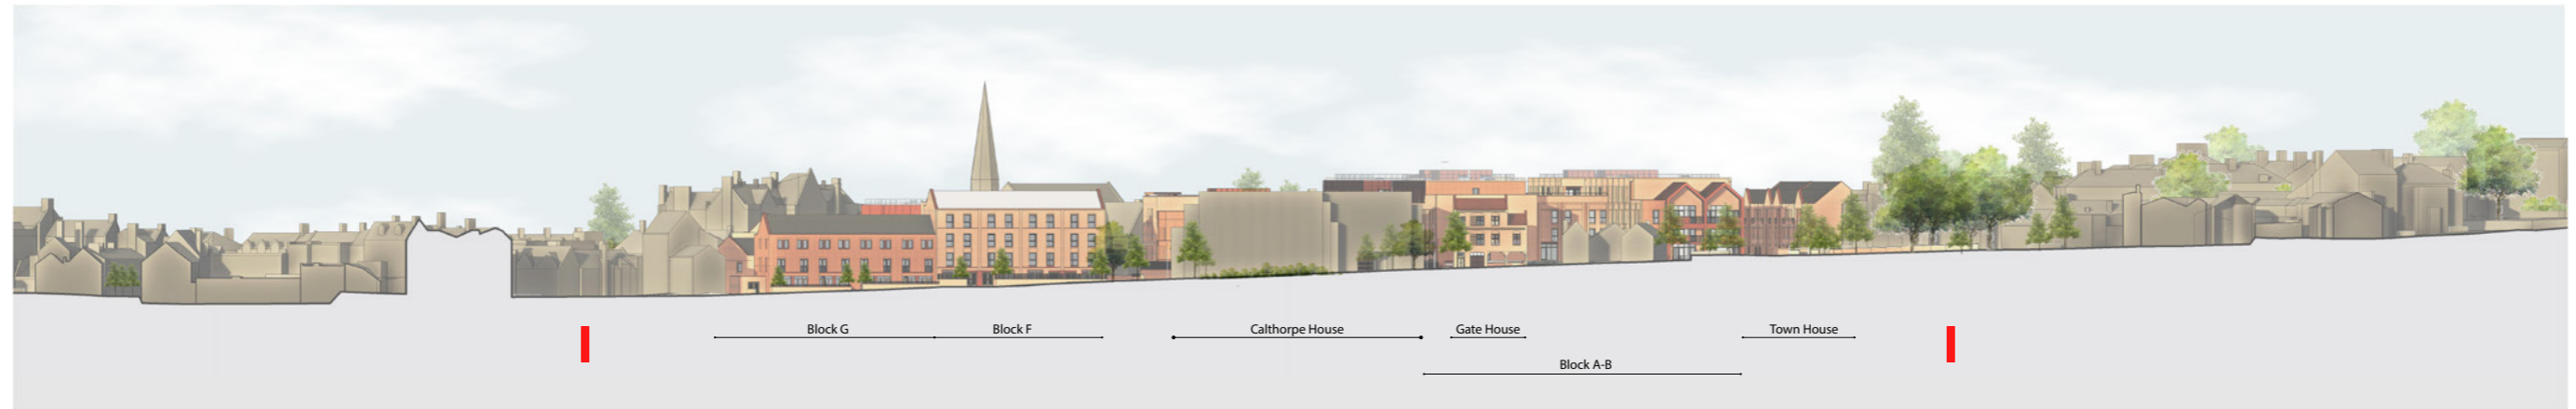 Block G
Block F
Calthorpe House
Gate House
Town House
Block A-B